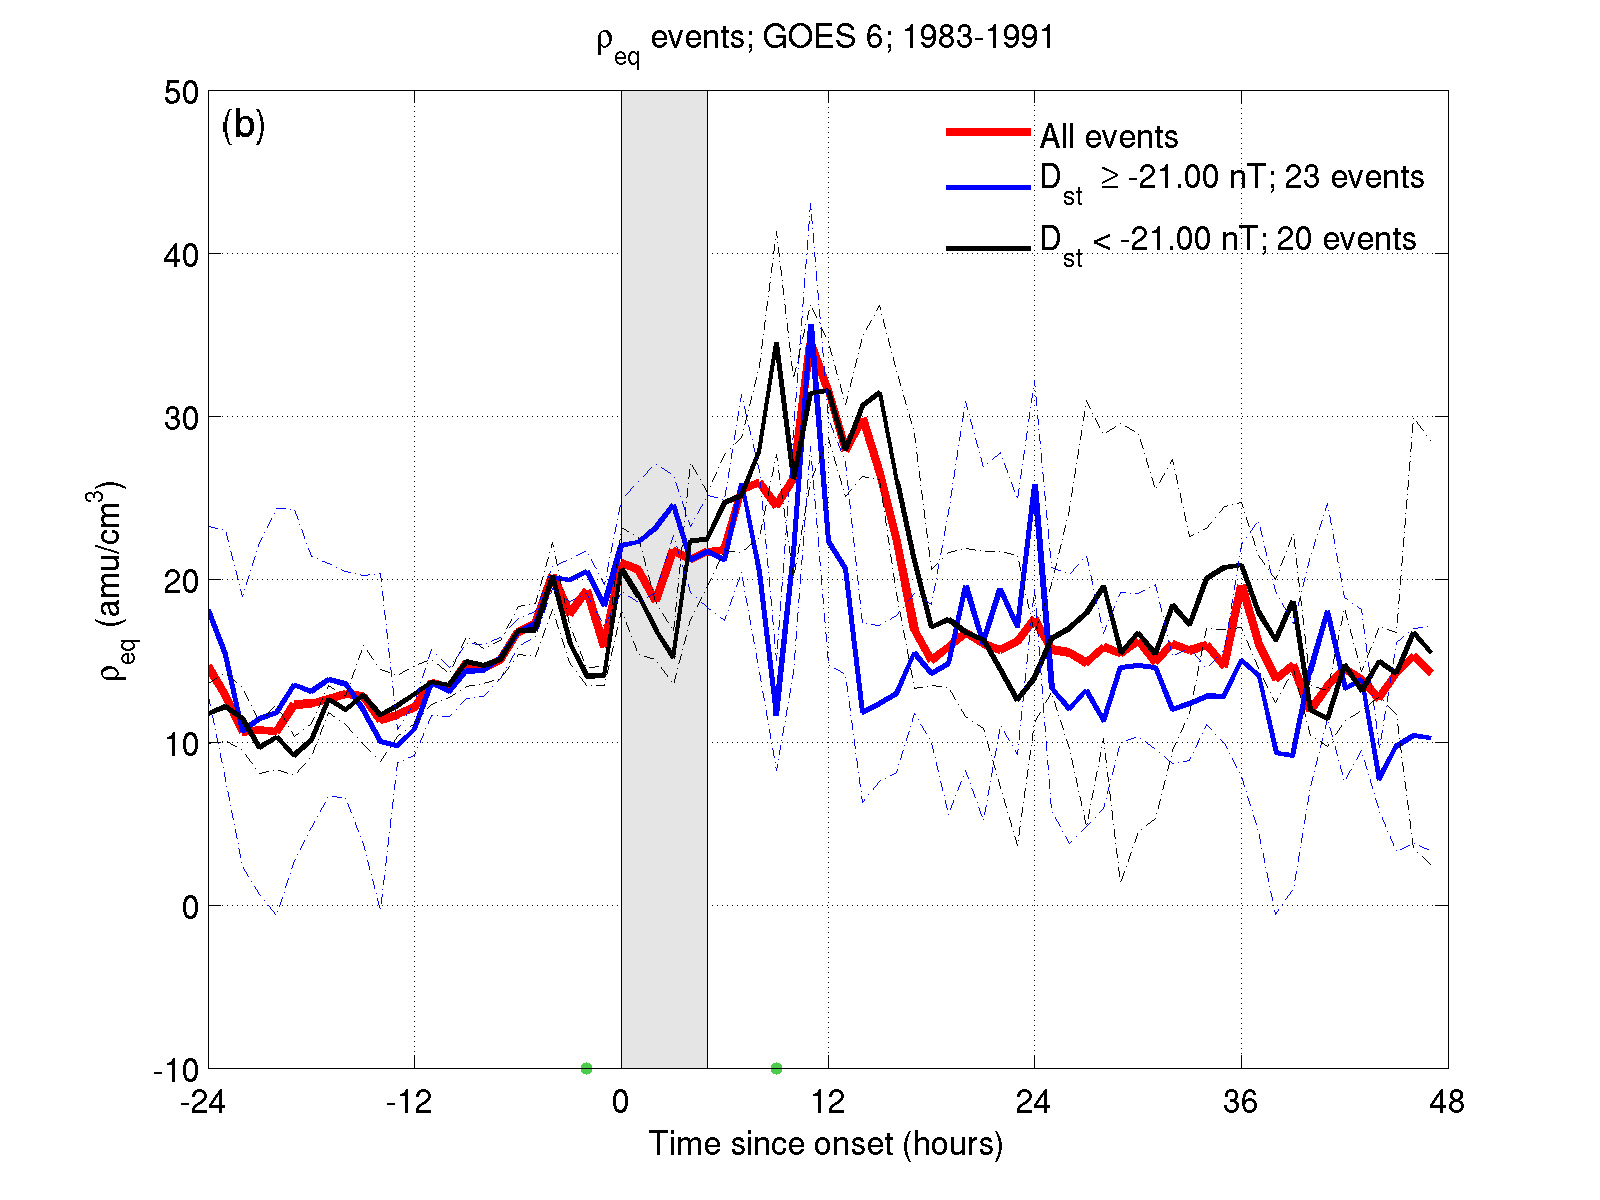 ρeq events; GOES 6; 1983-1991
(b)
All events
Dst ≥ -21.00 nT; 23 events
Dst < -21.00 nT; 20 events
50
40
30
20
10
0
-10
ρeq (amu/cm³)
-24 -12 0 12 24 36 48
Time since onset (hours)